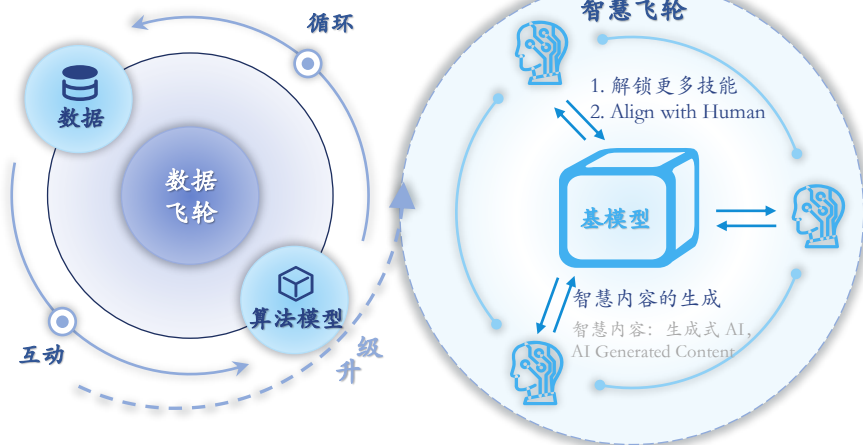 循环
数据
数据
飞轮
算法模型
互动
升级
智慧飞轮
1. 解锁更多技能
2. Align with Human
基模型
智慧内容的生成
智慧内容：生成式 AI，
AI Generated Content